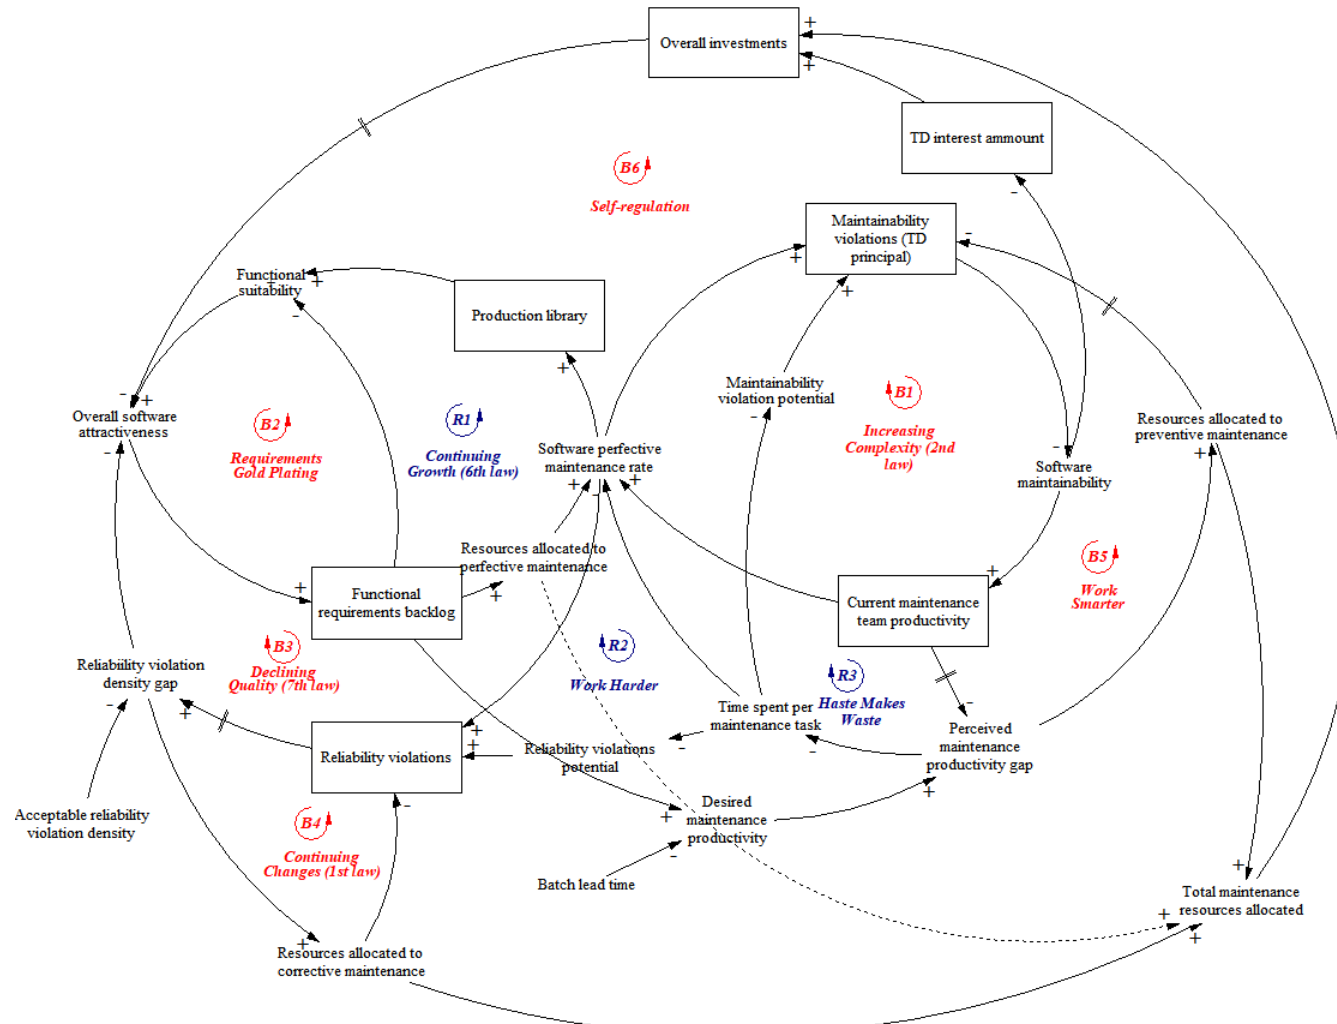 Overall investments
TD interest ammount
B6
Self-regulation
Maintainability
violations (TD
principal)
Functional
suitability
Production library
Maintainability
violation potential
B1
Increasing
Complexity (2nd
law)
Resources allocated to
preventive maintenance
Overall software
attractiveness
B2
Requirements
Gold Plating
R1
Continuing
Growth (6th law)
Software perfective
maintenance rate
Software
maintainability
Resources allocated to
perfective maintenance
B5
Work
Smarter
Functional
requirements backlog
Current maintenance
team productivity
B3
Declining
Quality (7th law)
R2
Work Harder
R3
Haste Makes
Waste
Reliabiility violation
density gap
Time spent per
maintenance task
Perceived
maintenance
productivity gap
Reliability violations
Reliability violations
potential
Acceptable reliability
violation density
B4
Continuing
Changes (1st law)
Desired
maintenance
productivity
Batch lead time
Total maintenance
resources allocated
Resources allocated to
corrective maintenance